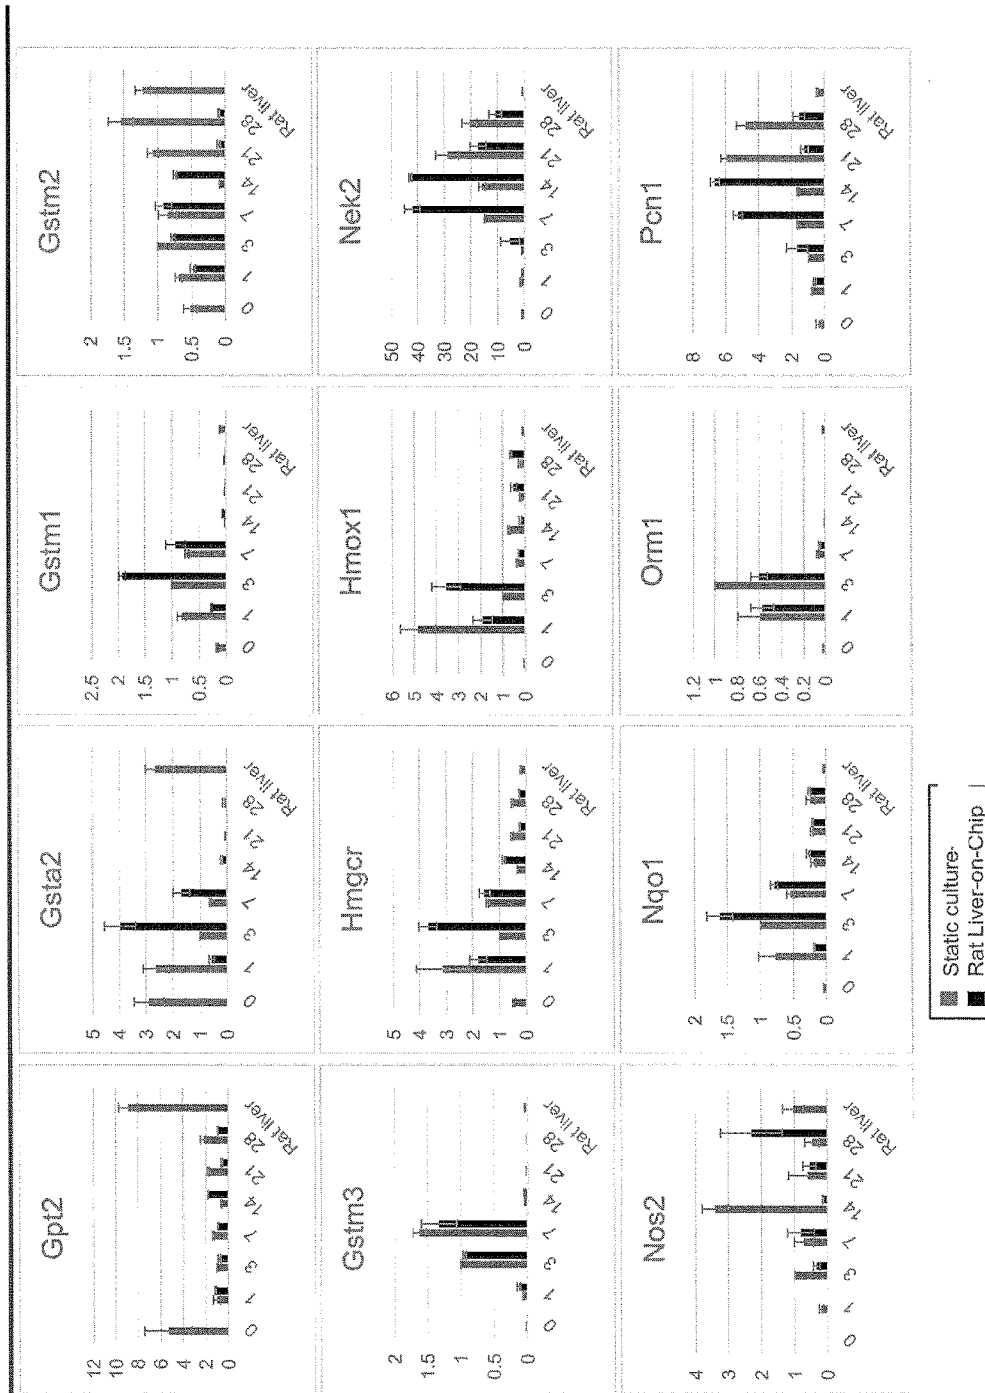 Gpt2
12
10
8
6
4
2
0
0 1 3 7 14 21 28 Rat liver
Gsta2
5
4
3
2
1
0
0 1 3 7 14 21 28 Rat liver
Gstm1
2.5
2
1.5
1
0.5
0
0 1 3 7 14 21 28 Rat liver
Gstm2
2
1.5
1
0.5
0
0 1 3 7 14 21 28 Rat liver
Gstm3
2
1.5
1
0.5
0
0 1 3 7 14 21 28 Rat liver
Hmgcr
5
4
3
2
1
0
0 1 3 7 14 21 28 Rat liver
Hmox1
6
5
4
3
2
1
0
0 1 3 7 14 21 28 Rat liver
Nek2
50
40
30
20
10
0
0 1 3 7 14 21 28 Rat liver
Nos2
4
3
2
1
0
0 1 3 7 14 21 28 Rat liver
Nqo1
2
1.5
1
0.5
0
0 1 3 7 14 21 28 Rat liver
Orm1
1.2
1
0.8
0.6
0.4
0.2
0
0 1 3 7 14 21 28 Rat liver
Pcn1
8
6
4
2
0
0 1 3 7 14 21 28 Rat liver
Static culture-
Rat Liver-on-Chip